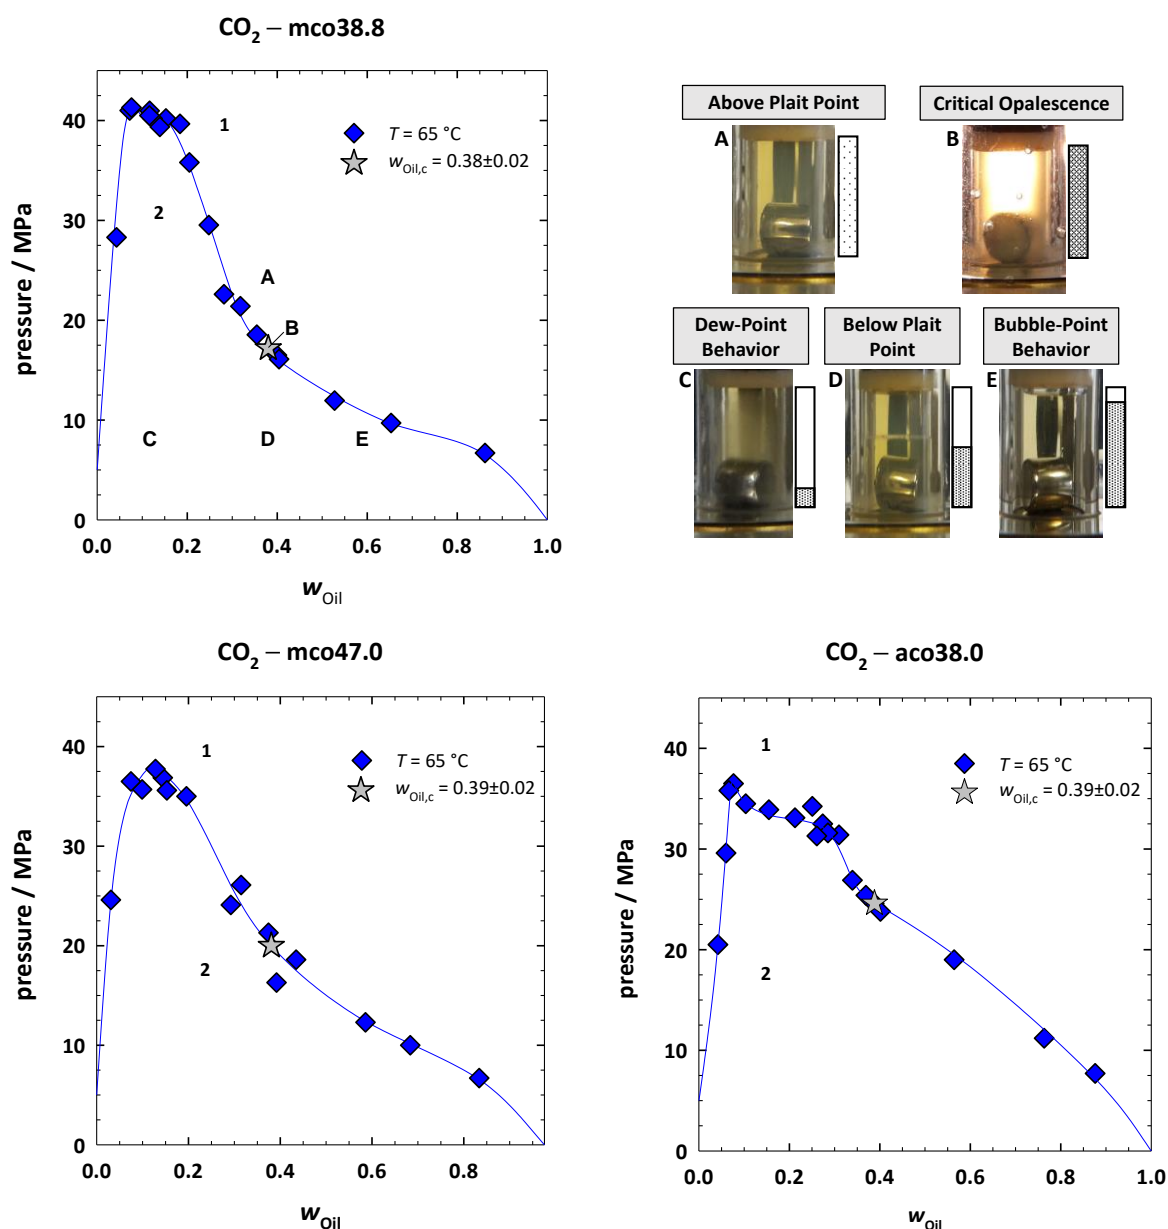 CO2 – mco38.8
pressure / MPa
40
30
20
10
0
0.0 0.2 0.4 0.6 0.8 1.0
wOil
1
2
A
B
C
D
E
T = 65 °C
wOil,c = 0.38±0.02
Above Plait Point
A
Critical Opalescence
B
Dew-Point
Behavior
C
Below Plait
Point
D
Bubble-Point
Behavior
E
CO2 – mco47.0
pressure / MPa
40
30
20
10
0
0.0 0.2 0.4 0.6 0.8
wOil
1
2
T = 65 °C
wOil,c = 0.39±0.02
CO2 – aco38.0
pressure / MPa
40
30
20
10
0
0.0 0.2 0.4 0.6 0.8 1.0
wOil
1
2
T = 65 °C
wOil,c = 0.39±0.02